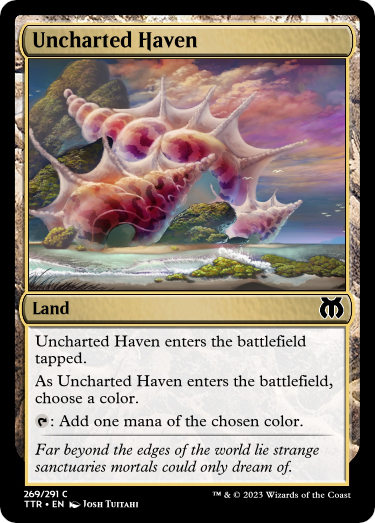 Uncharted Haven
Land
Uncharted Haven enters the battlefield
tapped.
As Uncharted Haven enters the battlefield,
choose a color.
: Add one mana of the chosen color.
Far beyond the edges of the world lie strange
sanctuaries mortals could only dream of.
269/291 C
TTR • EN Josh Tuitahi
™ & © 2023 Wizards of the Coast